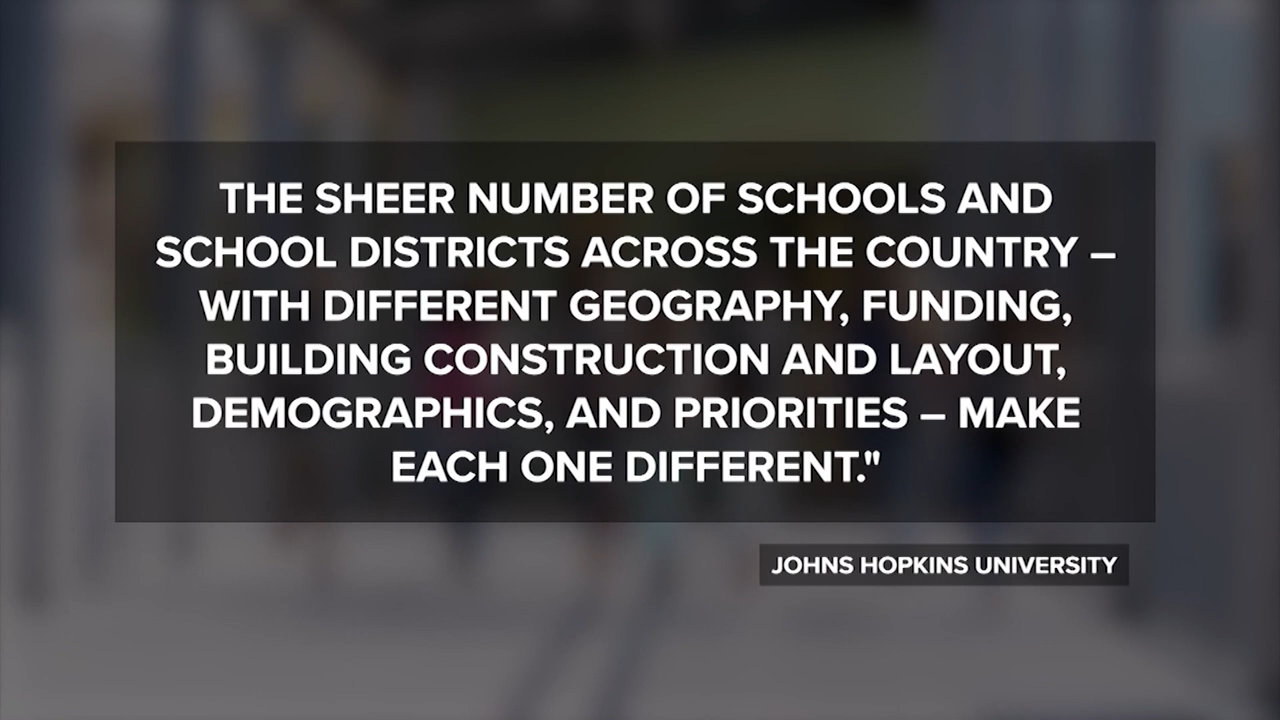 THE SHEER NUMBER OF SCHOOLS AND
SCHOOL DISTRICTS ACROSS THE COUNTRY –
WITH DIFFERENT GEOGRAPHY, FUNDING,
BUILDING CONSTRUCTION AND LAYOUT,
DEMOGRAPHICS, AND PRIORITIES – MAKE
EACH ONE DIFFERENT."
JOHNS HOPKINS UNIVERSITY